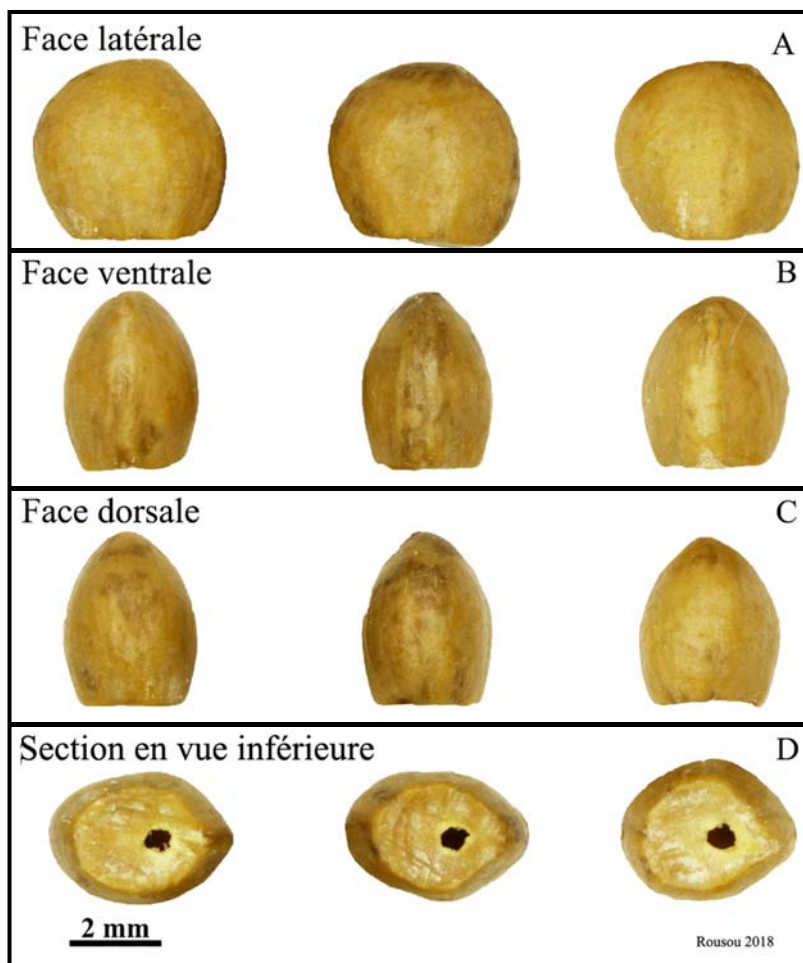 Face latérale A
Face ventrale B
Face dorsale C
Section en vue inférieure D
2 mm
Rousou 2018